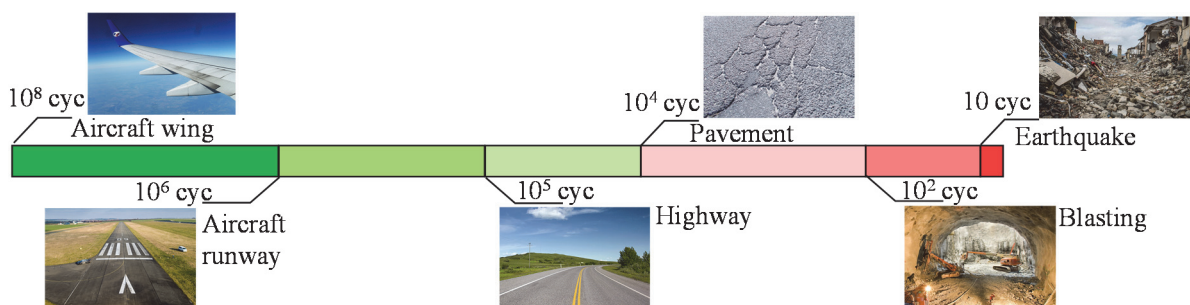 10⁸ cyc
Aircraft wing
10⁶ cyc
Aircraft
runway
10⁵ cyc
Highway
10⁴ cyc
Pavement
10² cyc
Blasting
10 cyc
Earthquake